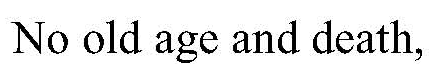 No old age and death,